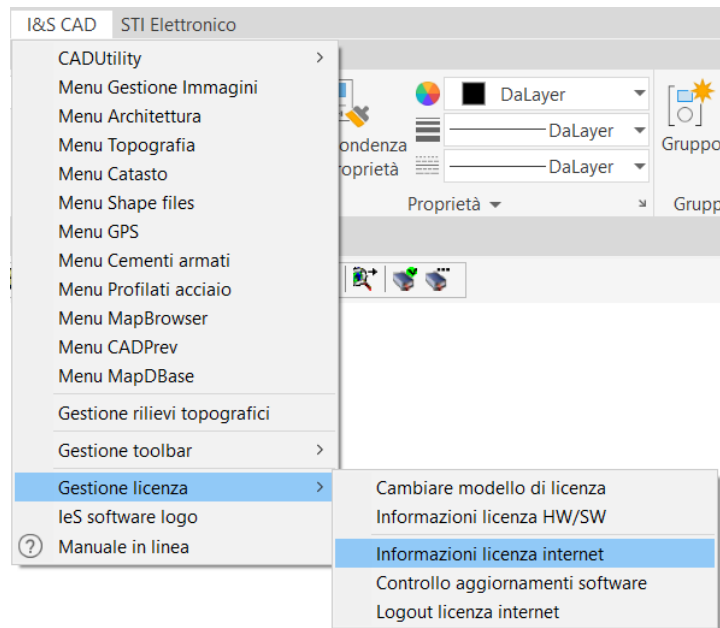 I&S CAD STI Elettronico
CADUtility
Menu Gestione Immagini
Menu Architettura
Menu Topografia
Menu Catasto
Menu Shape files
Menu GPS
Menu Cementi armati
Menu Profilati acciaio
Menu MapBrowser
Menu CADPrev
Menu MapDBase
Gestione rilievi topografici
Gestione toolbar
Gestione licenza
IeS software logo
? Manuale in linea
DaLayer
DaLayer
DaLayer
ondenza
roprietà
Proprietà
Gruppo
Grupp
Cambiare modello di licenza
Informazioni licenza HW/SW
Informazioni licenza internet
Controllo aggiornamenti software
Logout licenza internet